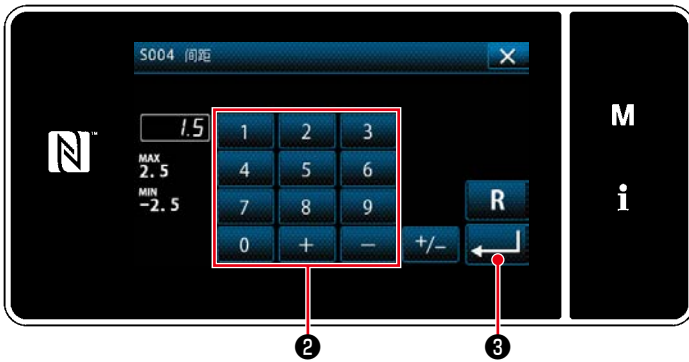 S004 间距
1.5
MAX
2.5
MIN
-2.5
1 2 3
4 5 6
7 8 9
0 + − +/−
R
M
i
N™
❷ ❸